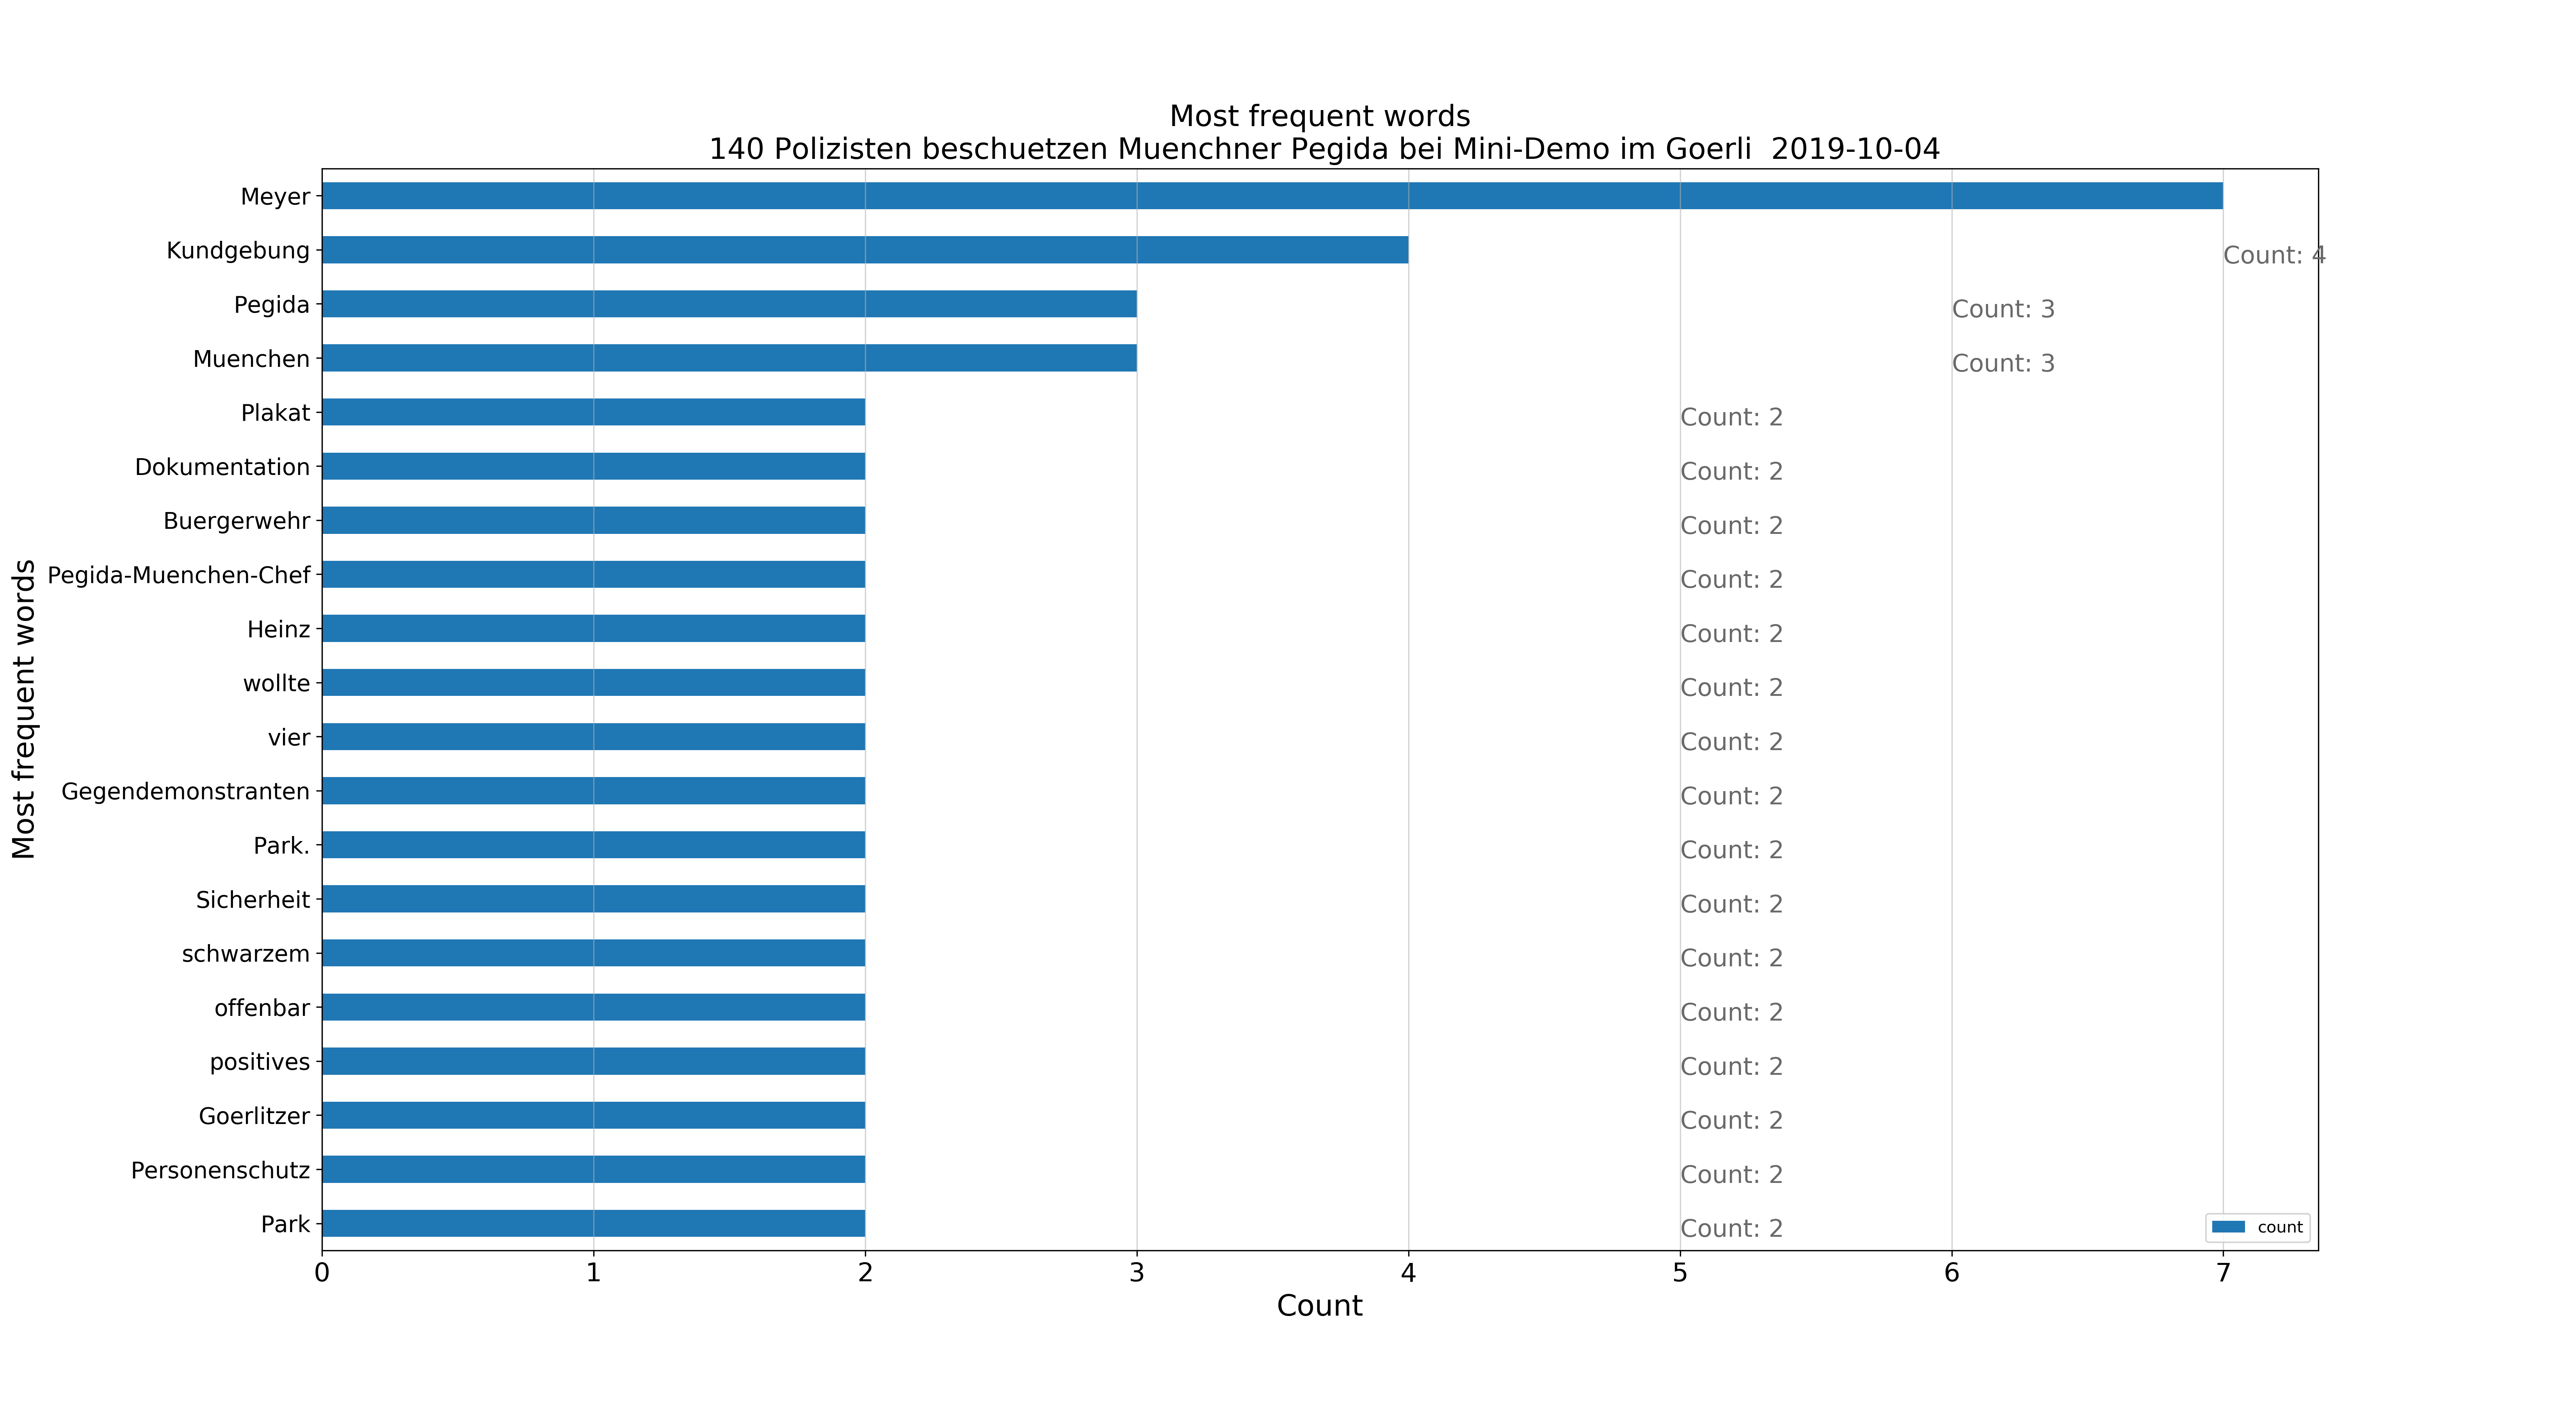 Most frequent words
140 Polizisten beschuetzen Muenchner Pegida bei Mini-Demo im Goerli  2019-10-04
Most frequent words
Meyer
Kundgebung Count: 4
Pegida Count: 3
Muenchen Count: 3
Plakat Count: 2
Dokumentation Count: 2
Buergerwehr Count: 2
Pegida-Muenchen-Chef Count: 2
Heinz Count: 2
wollte Count: 2
vier Count: 2
Gegendemonstranten Count: 2
Park. Count: 2
Sicherheit Count: 2
schwarzem Count: 2
offenbar Count: 2
positives Count: 2
Goerlitzer Count: 2
Personenschutz Count: 2
Park Count: 2
count
0 1 2 3 4 5 6 7
Count